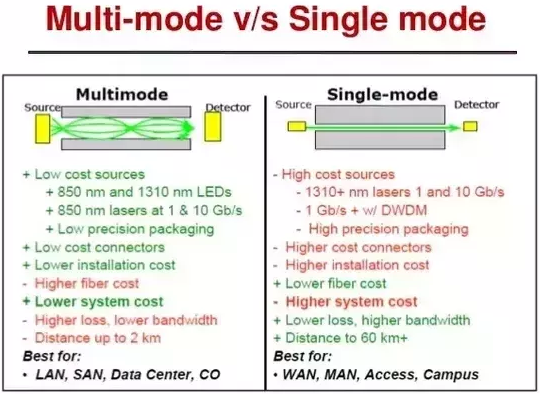 Multi-mode v/s Single mode
Multimode
Source
Detector
+ Low cost sources
+ 850 nm and 1310 nm LEDs
+ 850 nm lasers at 1 & 10 Gb/s
+ Low precision packaging
+ Low cost connectors
+ Lower installation cost
- Higher fiber cost
+ Lower system cost
- Higher loss, lower bandwidth
- Distance up to 2 km
Best for:
• LAN, SAN, Data Center, CO
Single-mode
Source
Detector
- High cost sources
- 1310+ nm lasers 1 and 10 Gb/s
- 1 Gb/s + w/ DWDM
- High precision packaging
- Higher cost connectors
- Higher installation cost
+ Lower fiber cost
- Higher system cost
+ Lower loss, higher bandwidth
+ Distance to 60 km+
Best for:
• WAN, MAN, Access, Campus